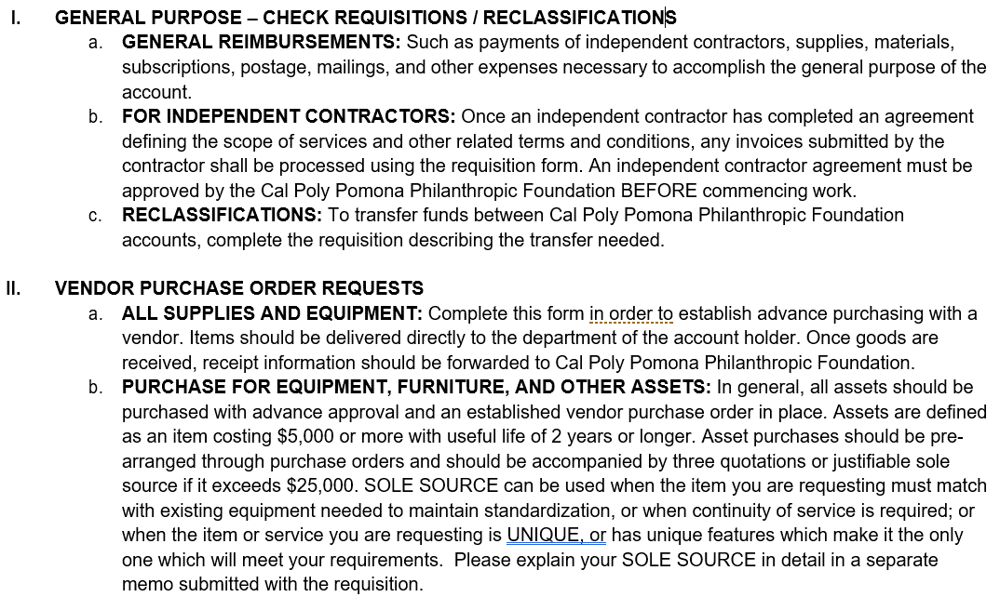 I. GENERAL PURPOSE – CHECK REQUISITIONS / RECLASSIFICATIONS
a. GENERAL REIMBURSEMENTS: Such as payments of independent contractors, supplies, materials,
subscriptions, postage, mailings, and other expenses necessary to accomplish the general purpose of the
account.
b. FOR INDEPENDENT CONTRACTORS: Once an independent contractor has completed an agreement
defining the scope of services and other related terms and conditions, any invoices submitted by the
contractor shall be processed using the requisition form. An independent contractor agreement must be
approved by the Cal Poly Pomona Philanthropic Foundation BEFORE commencing work.
c. RECLASSIFICATIONS: To transfer funds between Cal Poly Pomona Philanthropic Foundation
accounts, complete the requisition describing the transfer needed.
II. VENDOR PURCHASE ORDER REQUESTS
a. ALL SUPPLIES AND EQUIPMENT: Complete this form in order to establish advance purchasing with a
vendor. Items should be delivered directly to the department of the account holder. Once goods are
received, receipt information should be forwarded to Cal Poly Pomona Philanthropic Foundation.
b. PURCHASE FOR EQUIPMENT, FURNITURE, AND OTHER ASSETS: In general, all assets should be
purchased with advance approval and an established vendor purchase order in place. Assets are defined
as an item costing $5,000 or more with useful life of 2 years or longer. Asset purchases should be pre-
arranged through purchase orders and should be accompanied by three quotations or justifiable sole
source if it exceeds $25,000. SOLE SOURCE can be used when the item you are requesting must match
with existing equipment needed to maintain standardization, or when continuity of service is required; or
when the item or service you are requesting is UNIQUE, or has unique features which make it the only
one which will meet your requirements.  Please explain your SOLE SOURCE in detail in a separate
memo submitted with the requisition.